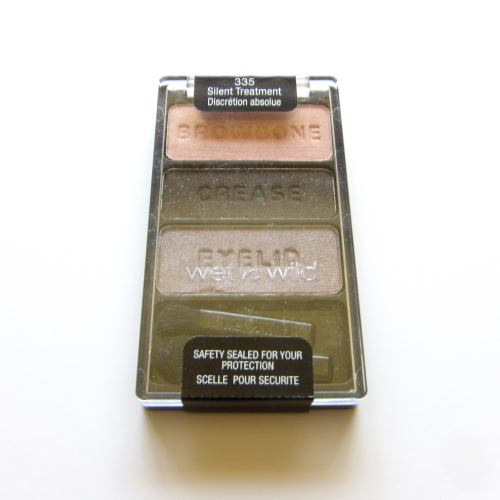 335
Silent Treatment
Discrétion absolue
BROWBONE
CREASE
EYELID
wet n wild
SAFETY SEALED FOR YOUR
PROTECTION
SCELLE POUR SECURITE